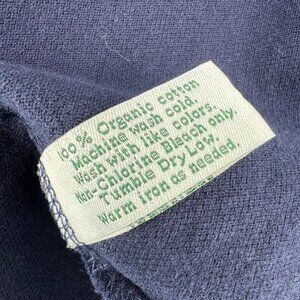 100% Organic cotton
Machine wash cold.
Wash with like colors.
Non-Chlorine Bleach only.
Tumble Dry Low.
Warm iron as needed.